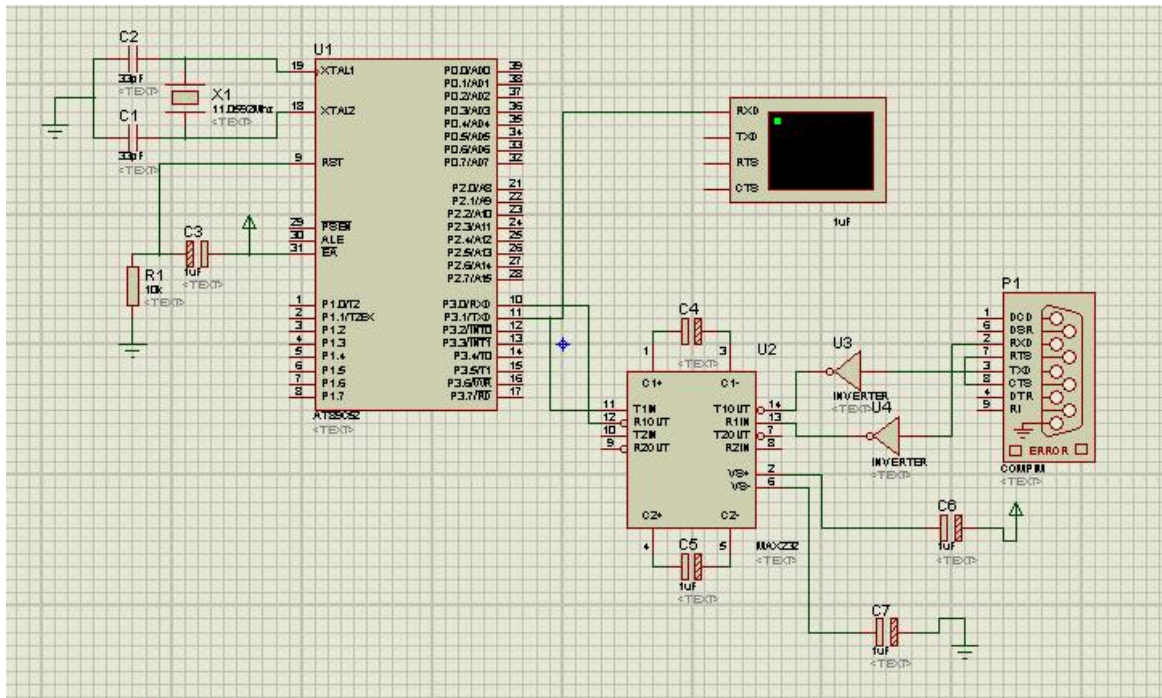 C2
33pF
<TEXT>
X1
11.0592Mhz
<TEXT>
C1
33pF
<TEXT>
U1
19 XTAL1
18 XTAL2
9 RST
29 PSEN
30 ALE
31 EA
1 P1.0/T2
2 P1.1/T2EX
3 P1.2
4 P1.3
5 P1.4
6 P1.5
7 P1.6
8 P1.7
P0.0/AD0 39
P0.1/AD1 38
P0.2/AD2 37
P0.3/AD3 36
P0.4/AD4 35
P0.5/AD5 34
P0.6/AD6 33
P0.7/AD7 32
P2.0/A8 21
P2.1/A9 22
P2.2/A10 23
P2.3/A11 24
P2.4/A12 25
P2.5/A13 26
P2.6/A14 27
P2.7/A15 28
P3.0/RXD 10
P3.1/TXD 11
P3.2/INT0 12
P3.3/INT1 13
P3.4/T0 14
P3.5/T1 15
P3.6/WR 16
P3.7/RD 17
AT89C52
<TEXT>
C3
1uF
<TEXT>
R1
10k
<TEXT>
RXD
TXD
RTS
CTS
1uF
C4
<TEXT>
1 3
U2
C1+ C1-
11 T1IN
12 R1OUT
10 T2IN
9 R2OUT
T1OUT 14
R1IN 13
T2OUT 7
R2IN 8
VS+ 2
VS- 6
C2+ C2-
4 5
MAX232
<TEXT>
C5
1uF
<TEXT>
U3
INVERTER
<TEXT>
U4
INVERTER
<TEXT>
P1
1 DCD
6 DSR
2 RXD
7 RTS
3 TXD
8 CTS
4 DTR
9 RI
ERROR
COMPIM
<TEXT>
C6
1uF
<TEXT>
C7
1uF
<TEXT>